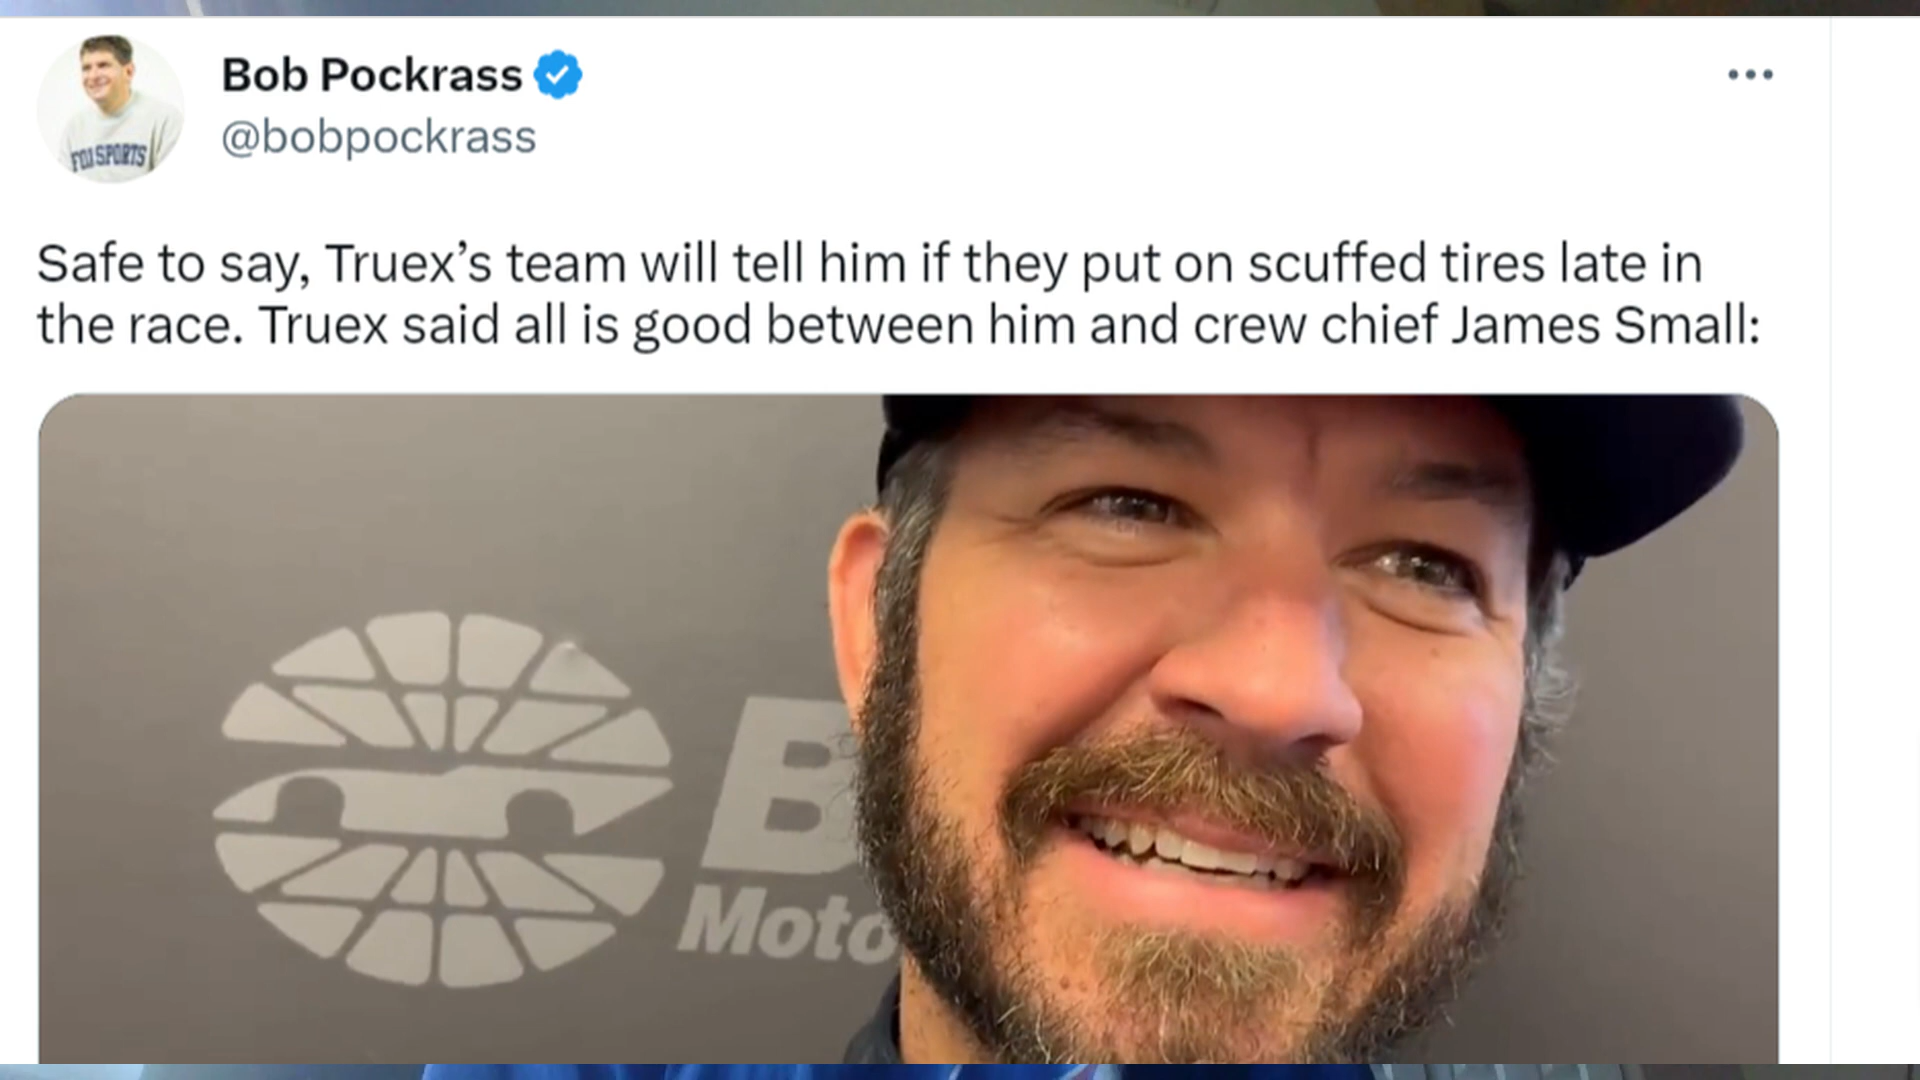 Bob Pockrass
@bobpockrass
FOX SPORTS
Safe to say, Truex’s team will tell him if they put on scuffed tires late in
the race. Truex said all is good between him and crew chief James Small:
B
Moto